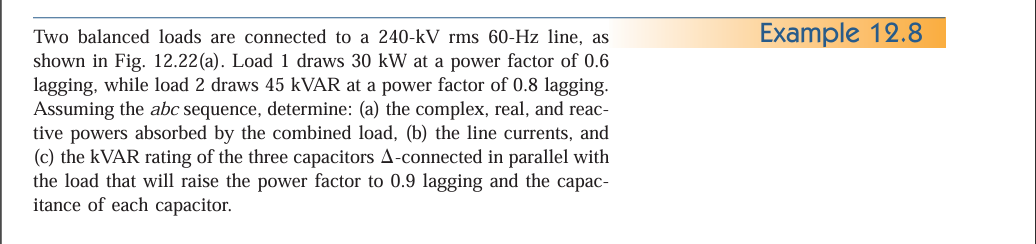 Example 12.8
Two balanced loads are connected to a 240-kV rms 60-Hz line, as
shown in Fig. 12.22(a). Load 1 draws 30 kW at a power factor of 0.6
lagging, while load 2 draws 45 kVAR at a power factor of 0.8 lagging.
Assuming the abc sequence, determine: (a) the complex, real, and reac-
tive powers absorbed by the combined load, (b) the line currents, and
(c) the kVAR rating of the three capacitors Δ-connected in parallel with
the load that will raise the power factor to 0.9 lagging and the capac-
itance of each capacitor.